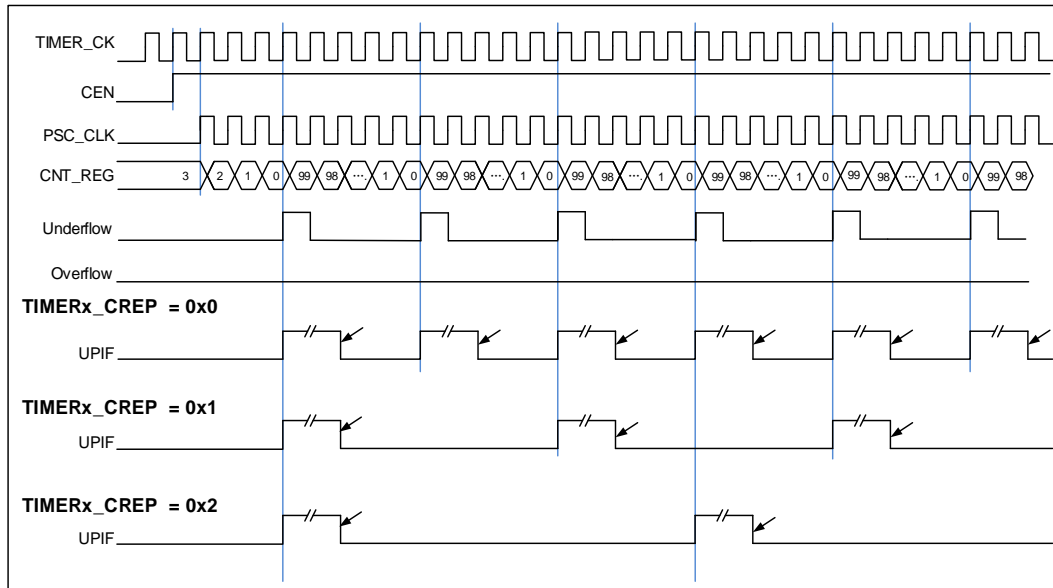 TIMER_CK
CEN
PSC_CLK
CNT_REG 3 2 1 0 99 98 .... 1 0 99 98 .... 1 0 99 98 .... 1 0 99 98 .... 1 0 99 98 .... 1 0 99 98
Underflow
Overflow
TIMERx_CREP = 0x0
UPIF
TIMERx_CREP = 0x1
UPIF
TIMERx_CREP = 0x2
UPIF